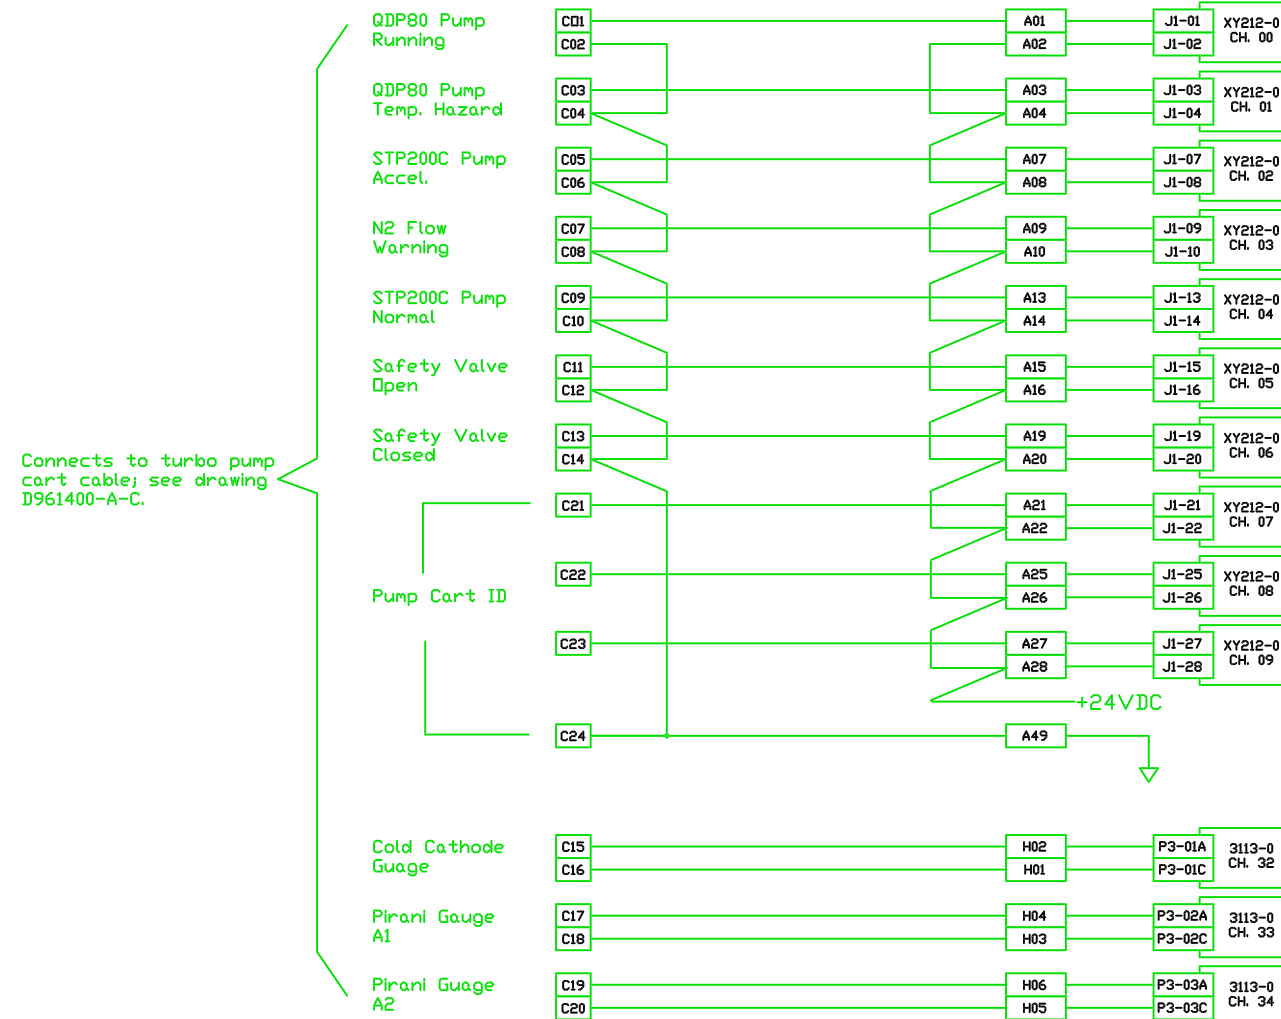 QDP80 Pump
Running
C01
C02
A01
A02
J1-01
J1-02
XY212-0
CH. 00
QDP80 Pump
Temp. Hazard
C03
C04
A03
A04
J1-03
J1-04
XY212-0
CH. 01
STP200C Pump
Accel.
C05
C06
A07
A08
J1-07
J1-08
XY212-0
CH. 02
N2 Flow
Warning
C07
C08
A09
A10
J1-09
J1-10
XY212-0
CH. 03
STP200C Pump
Normal
C09
C10
A13
A14
J1-13
J1-14
XY212-0
CH. 04
Safety Valve
Open
C11
C12
A15
A16
J1-15
J1-16
XY212-0
CH. 05
Safety Valve
Closed
C13
C14
A19
A20
J1-19
J1-20
XY212-0
CH. 06
Connects to turbo pump
cart cable; see drawing
D961400-A-C.
C21
A21
A22
J1-21
J1-22
XY212-0
CH. 07
Pump Cart ID
C22
A25
A26
J1-25
J1-26
XY212-0
CH. 08
C23
A27
A28
J1-27
J1-28
XY212-0
CH. 09
+24VDC
C24
A49
Cold Cathode
Guage
C15
C16
H02
H01
P3-01A
P3-01C
3113-0
CH. 32
Pirani Gauge
A1
C17
C18
H04
H03
P3-02A
P3-02C
3113-0
CH. 33
Pirani Guage
A2
C19
C20
H06
H05
P3-03A
P3-03C
3113-0
CH. 34